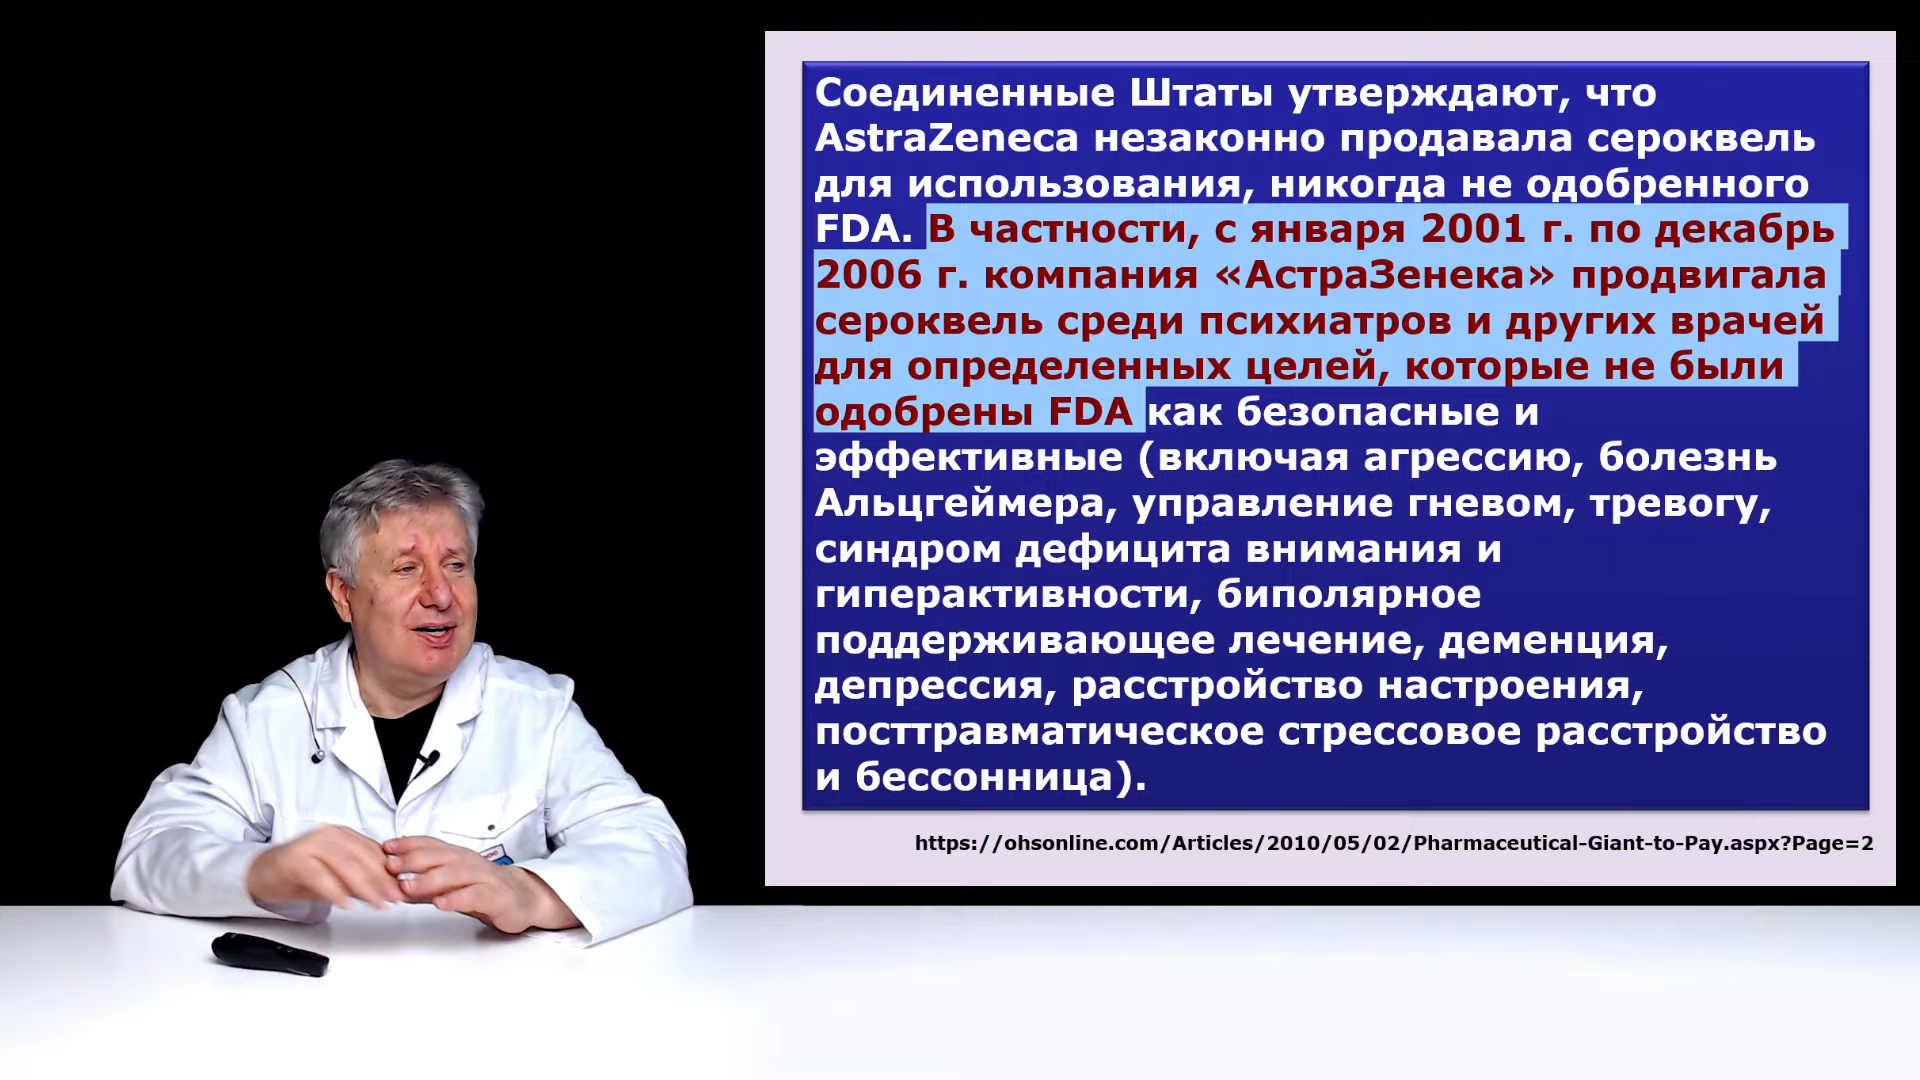 Соединенные Штаты утверждают, что
AstraZeneca незаконно продавала сероквель
для использования, никогда не одобренного
FDA. В частности, с января 2001 г. по декабрь
2006 г. компания «АстраЗенека» продвигала
сероквель среди психиатров и других врачей
для определенных целей, которые не были
одобрены FDA как безопасные и
эффективные (включая агрессию, болезнь
Альцгеймера, управление гневом, тревогу,
синдром дефицита внимания и
гиперактивности, биполярное
поддерживающее лечение, деменция,
депрессия, расстройство настроения,
посттравматическое стрессовое расстройство
и бессонница).
https://ohsonline.com/Articles/2010/05/02/Pharmaceutical-Giant-to-Pay.aspx?Page=2